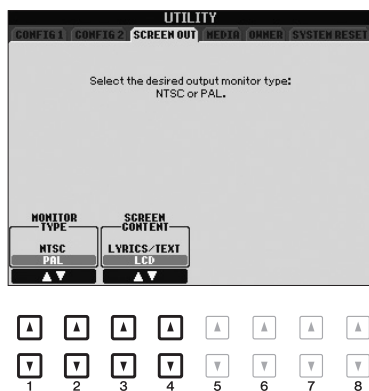 UTILITY
CONFIG 1 CONFIG 2 SCREEN OUT MEDIA OWNER SYSTEM RESET
Select the desired output monitor type:
NTSC or PAL.
MONITOR TYPE SCREEN CONTENT
NTSC LYRICS/TEXT
PAL LCD
▲▼ ▲▼
1 2 3 4 5 6 7 8